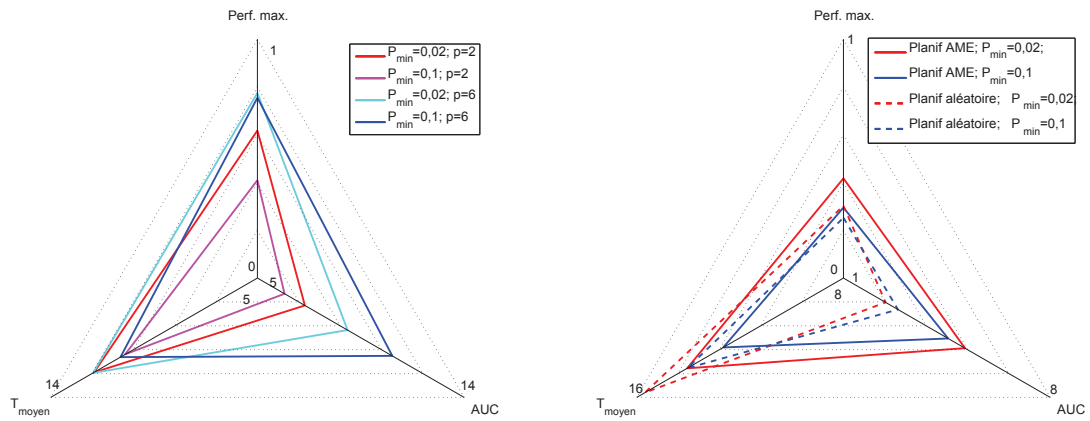 Perf. max.
1
P_min=0,02; p=2
P_min=0,1; p=2
P_min=0,02; p=6
P_min=0,1; p=6
0
5
5
14
T_moyen
14
AUC
Perf. max.
1
Planif AME; P_min=0,02;
Planif AME; P_min=0,1
Planif aléatoire; P_min=0,02;
Planif aléatoire; P_min=0,1
0
1
8
16
T_moyen
8
AUC